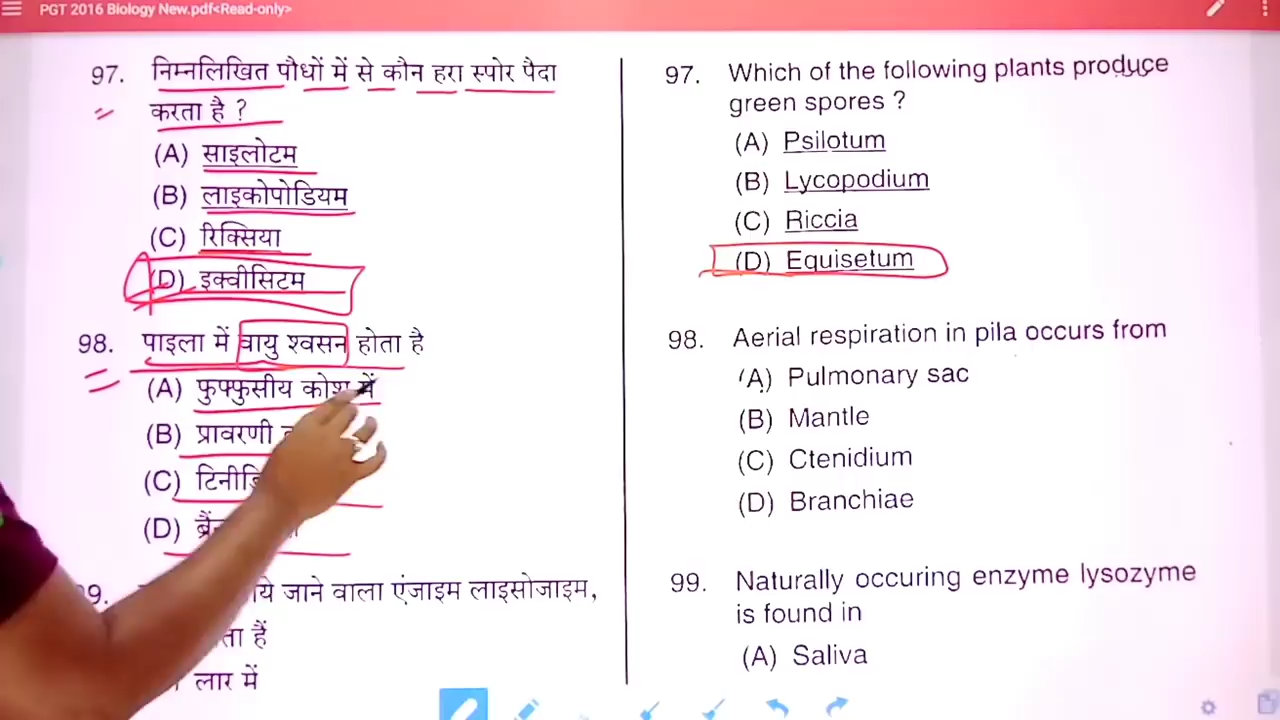 PGT 2016 Biology New.pdf<Read-only>
97. निम्नलिखित पौधों में से कौन हरा स्पोर पैदा
करता है ?
(A) साइलोटम
(B) लाइकोपोडियम
(C) रिक्सिया
(D) इक्वीसिटम
98. पाइला में वायु श्वसन होता है
(A) फुफ्फुसीय कोश में
(B) प्रावरणी
(C)
(D)
99. जाने वाला एंजाइम लाइसोजाइम,
हैं
लार में
97. Which of the following plants produce
green spores ?
(A) Psilotum
(B) Lycopodium
(C) Riccia
(D) Equisetum
98. Aerial respiration in pila occurs from
(A) Pulmonary sac
(B) Mantle
(C) Ctenidium
(D) Branchiae
99. Naturally occuring enzyme lysozyme
is found in
(A) Saliva